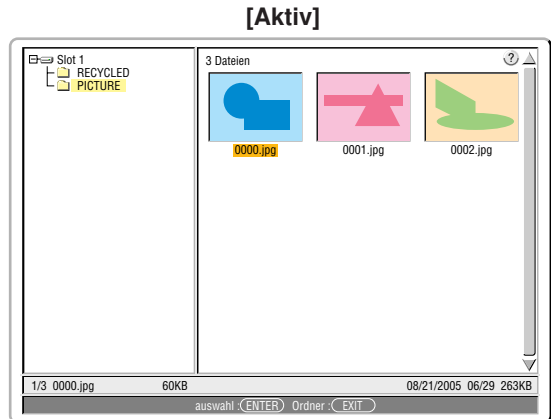 [Aktiv]
Slot 1
RECYCLED
PICTURE
3 Dateien
?
0000.jpg
0001.jpg
0002.jpg
1/3 0000.jpg 60KB 08/21/2005 06/29 263KB
auswahl :ENTER Ordner :EXIT